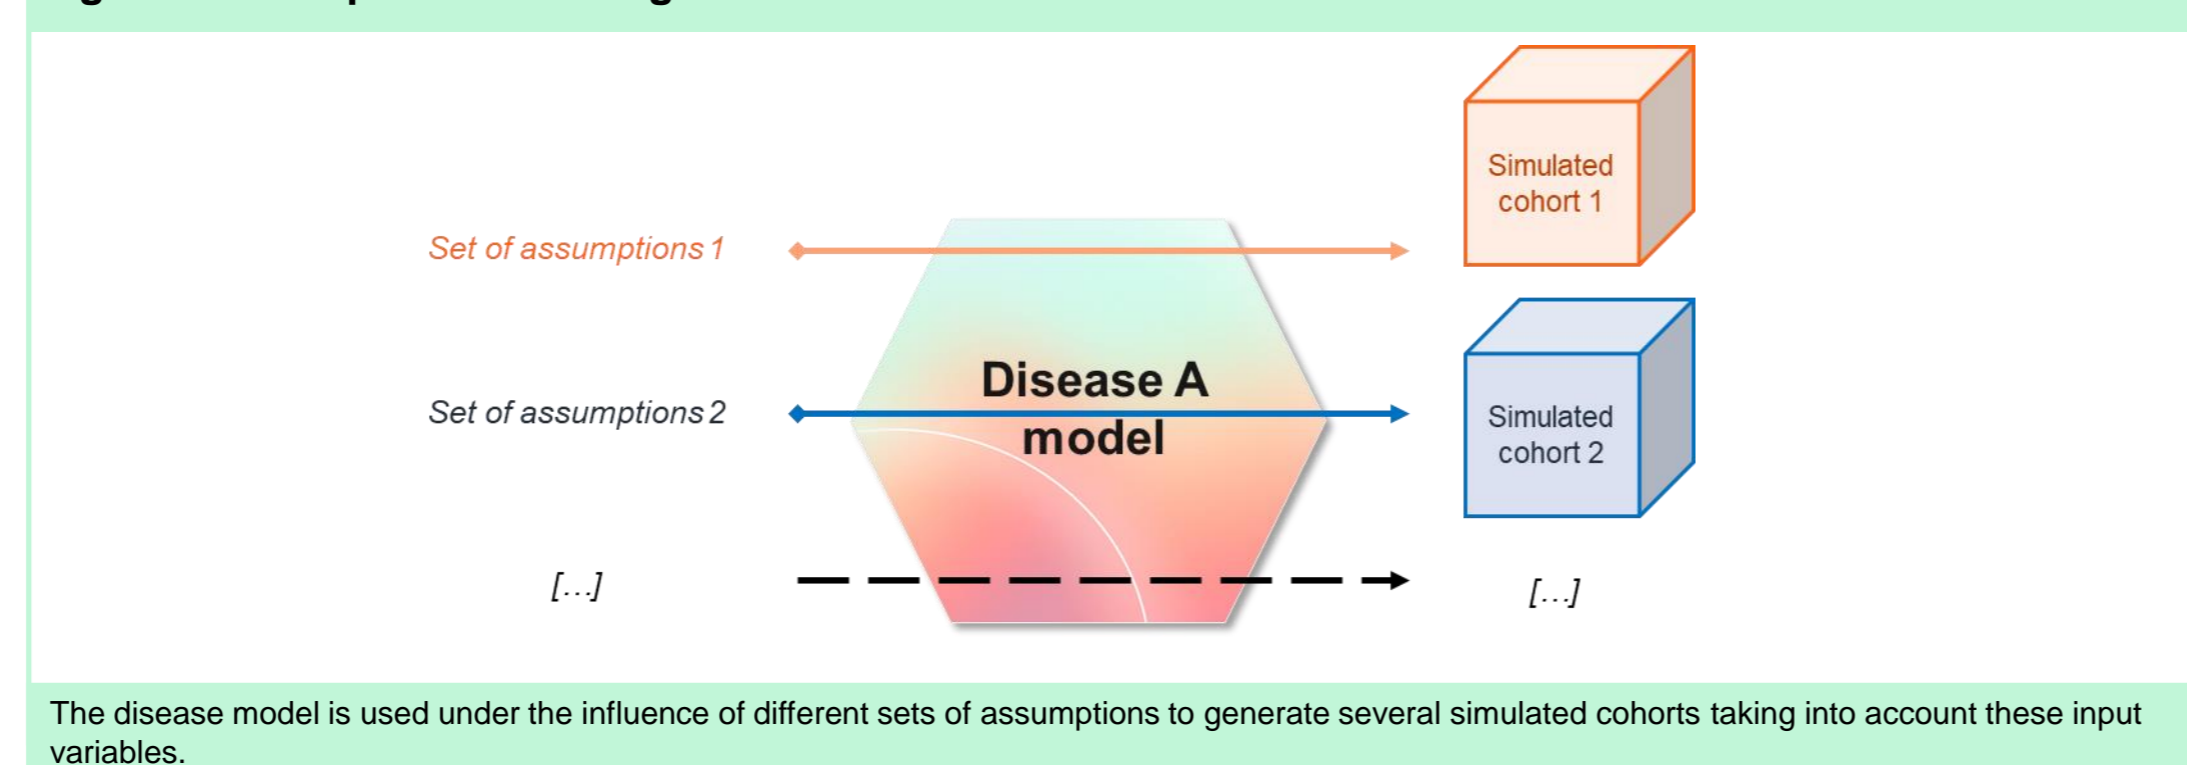 Simulated
cohort 1
Set of assumptions 1
Disease A
model
Set of assumptions 2
Simulated
cohort 2
[...]
[...]
The disease model is used under the influence of different sets of assumptions to generate several simulated cohorts taking into account these input
variables.